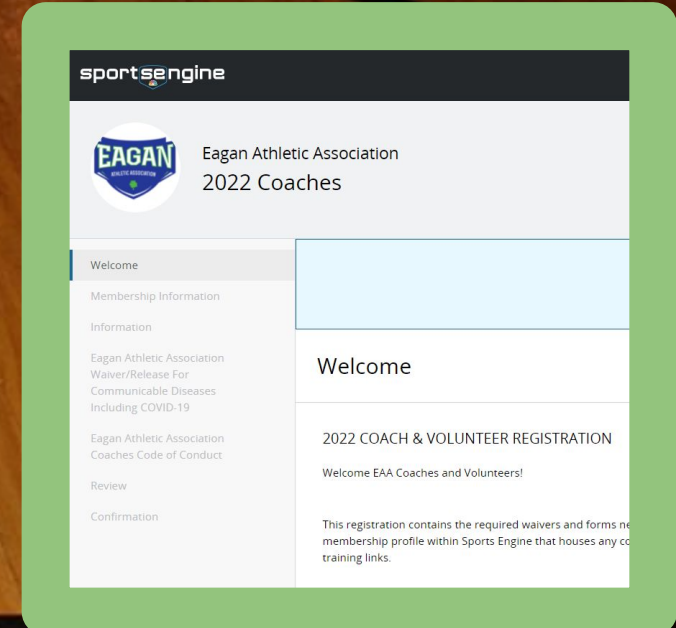 sportsengine
EAGAN
ATHLETIC ASSOCIATION
Eagan Athletic Association
2022 Coaches
Welcome
Membership Information
Information
Eagan Athletic Association
Waiver/Release For
Communicable Diseases
Including COVID-19
Eagan Athletic Association
Coaches Code of Conduct
Review
Confirmation
Welcome
2022 COACH & VOLUNTEER REGISTRATION
Welcome EAA Coaches and Volunteers!
This registration contains the required waivers and forms ne
membership profile within Sports Engine that houses any co
training links.